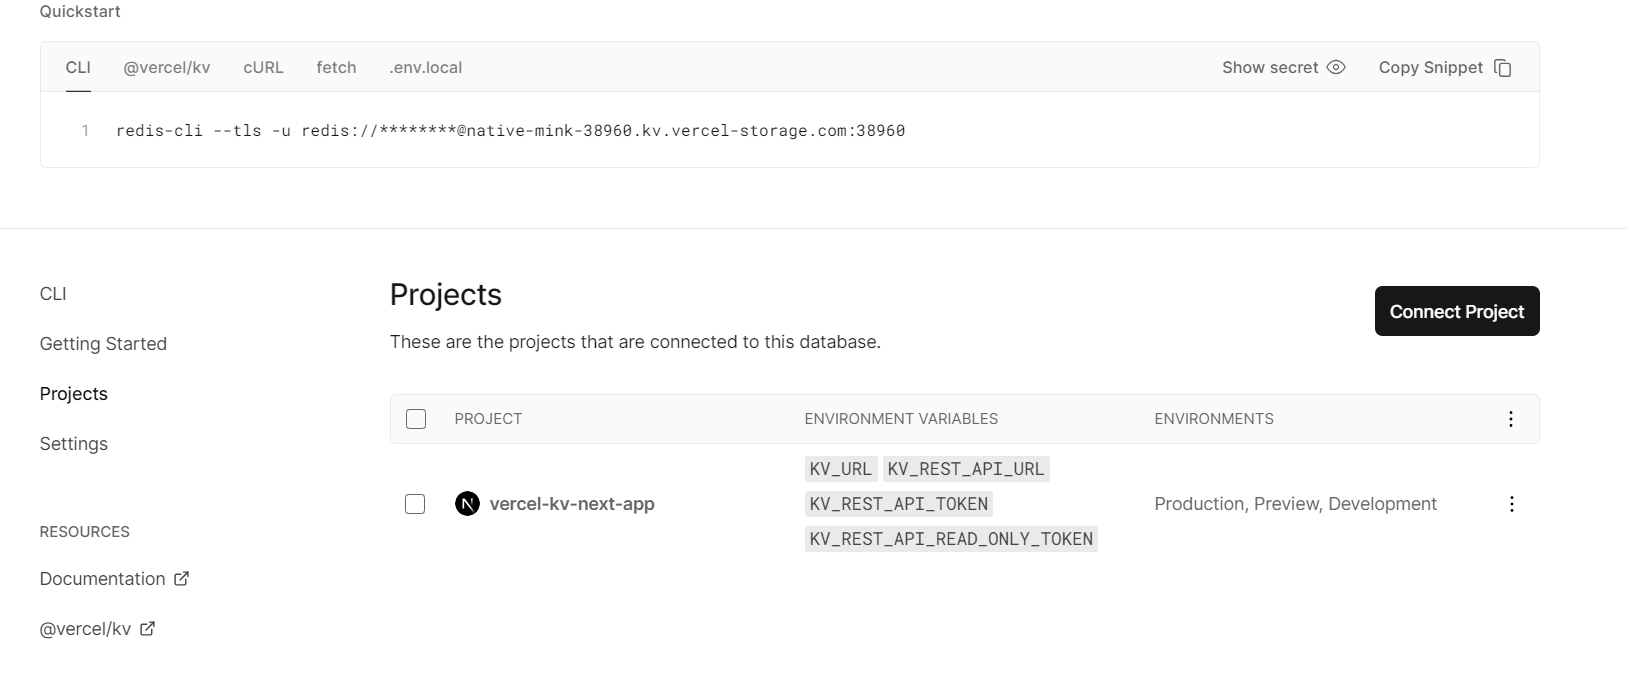 Quickstart
CLI @vercel/kv cURL fetch .env.local Show secret Copy Snippet
1 redis-cli --tls -u redis://********@native-mink-38960.kv.vercel-storage.com:38960
CLI
Getting Started
Projects
Settings
RESOURCES
Documentation
@vercel/kv
Projects
Connect Project
These are the projects that are connected to this database.
PROJECT ENVIRONMENT VARIABLES ENVIRONMENTS
N vercel-kv-next-app
KV_URL KV_REST_API_URL
KV_REST_API_TOKEN
KV_REST_API_READ_ONLY_TOKEN
Production, Preview, Development